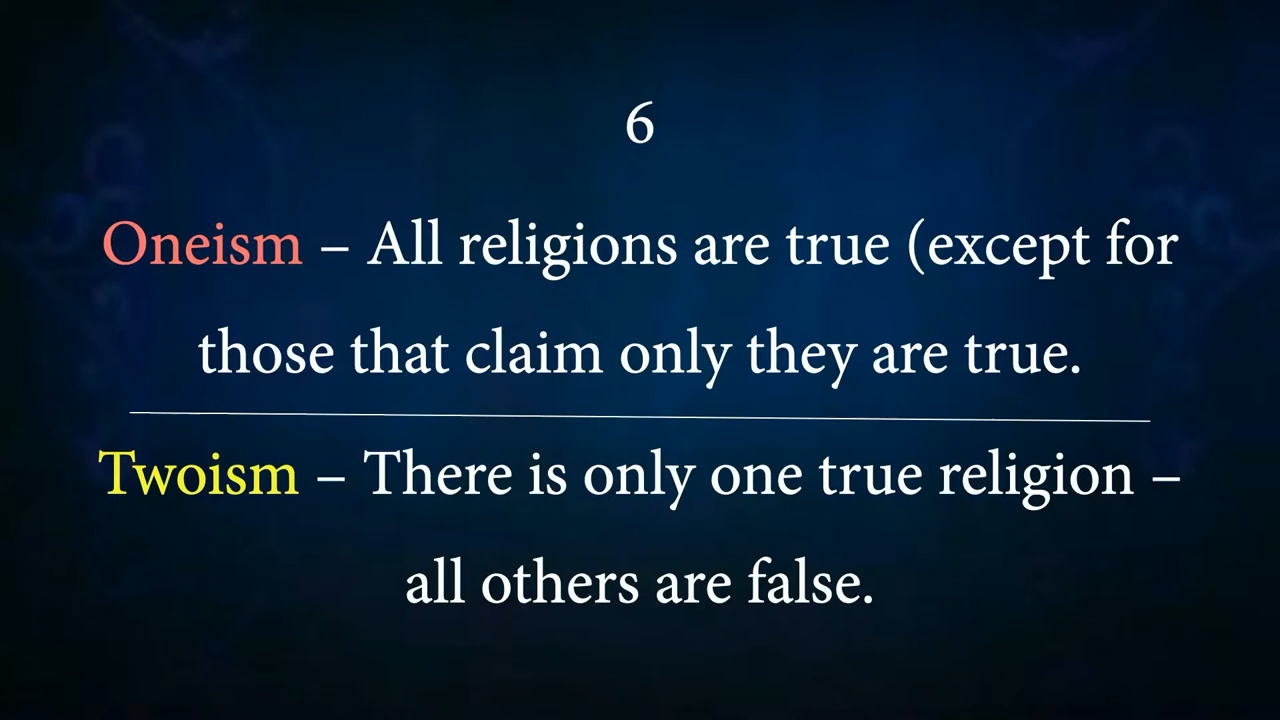 6
Oneism – All religions are true (except for
those that claim only they are true.
Twoism – There is only one true religion –
all others are false.